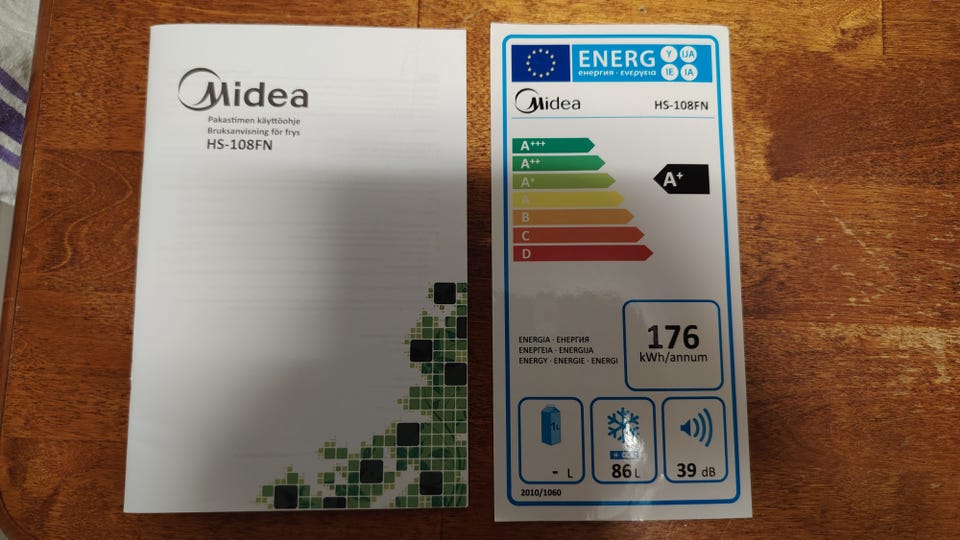 Midea
Pakastimen käyttöohje
Bruksanvisning för frys
HS-108FN
ENERG Y IJA IE IA
енергия · ενεργεια
Midea HS-108FN
A+++
A++
A+
A
B
C
D
A+
ENERGIA · ЕНЕРГИЯ
ΕΝΕΡΓΕΙΑ · ENERGIJA
ENERGY · ENERGIE · ENERGI
176
kWh/annum
1L
- L
86 L
39 dB
2010/1060